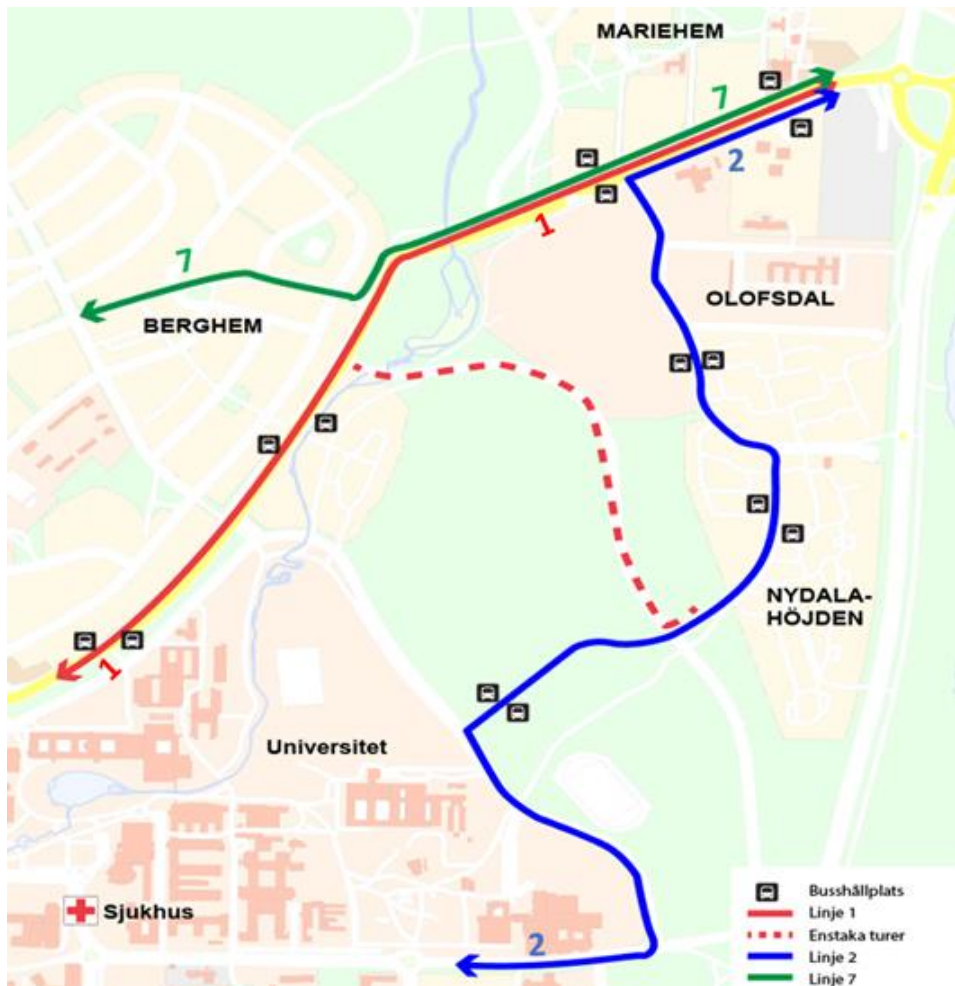 MARIEHEM
7
2
1
7
OLOFSDAL
BERGHEM
NYDALA-
HÖJDEN
1
Universitet
Sjukhus
2
Busshållplats
Linje 1
Enstaka turer
Linje 2
Linje 7